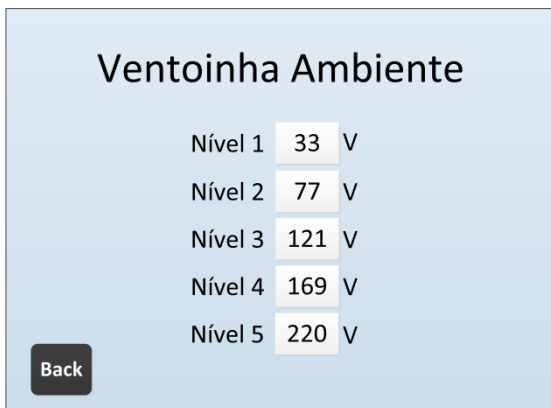 Ventoinha Ambiente
Nível 1 33 V
Nível 2 77 V
Nível 3 121 V
Nível 4 169 V
Nível 5 220 V
Back